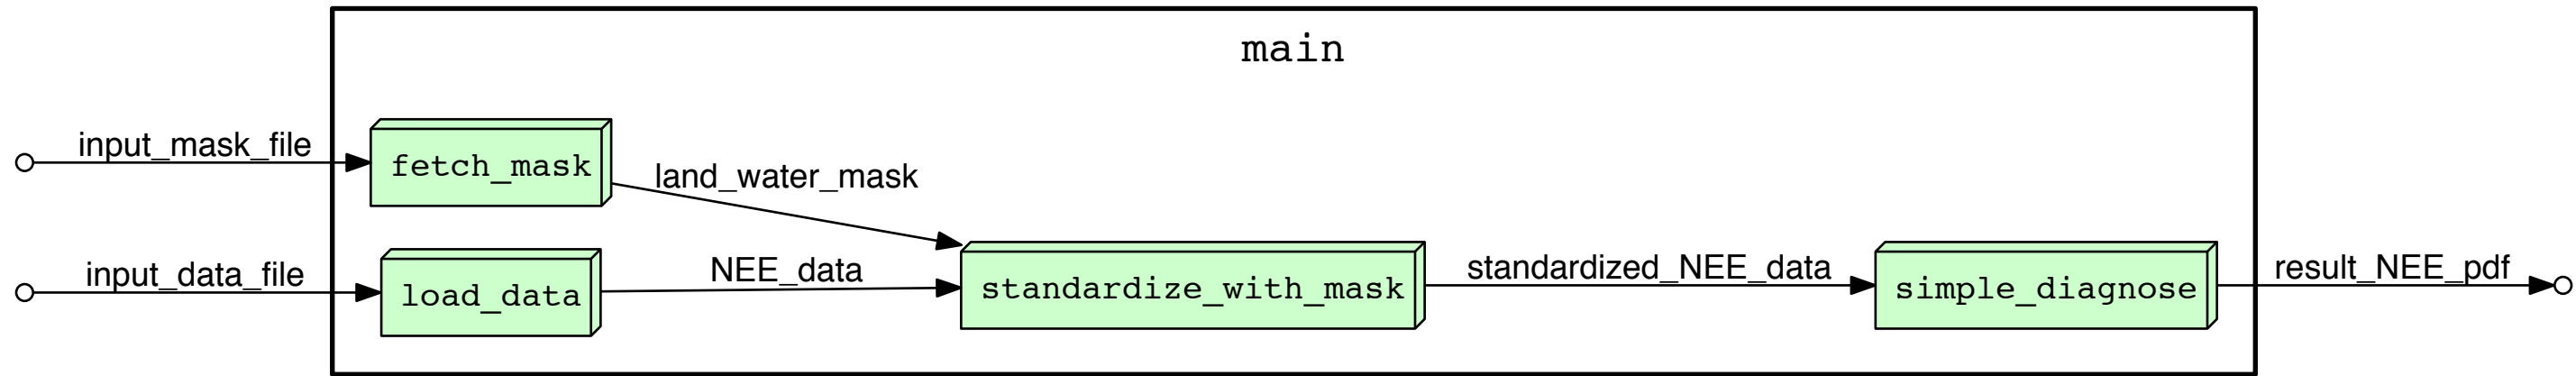 main
input_mask_file
fetch_mask
land_water_mask
input_data_file
load_data
NEE_data
standardize_with_mask
standardized_NEE_data
simple_diagnose
result_NEE_pdf